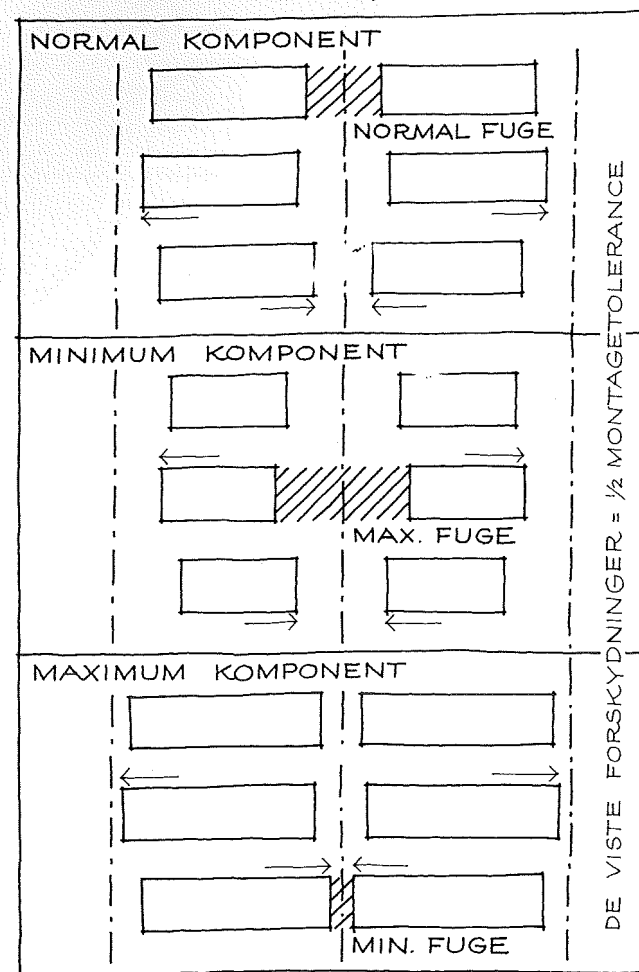 NORMAL KOMPONENT
NORMAL FUGE
MINIMUM KOMPONENT
MAX. FUGE
MAXIMUM KOMPONENT
MIN. FUGE
DE VISTE FORSKYDNINGER = ½ MONTAGETOLERANCE